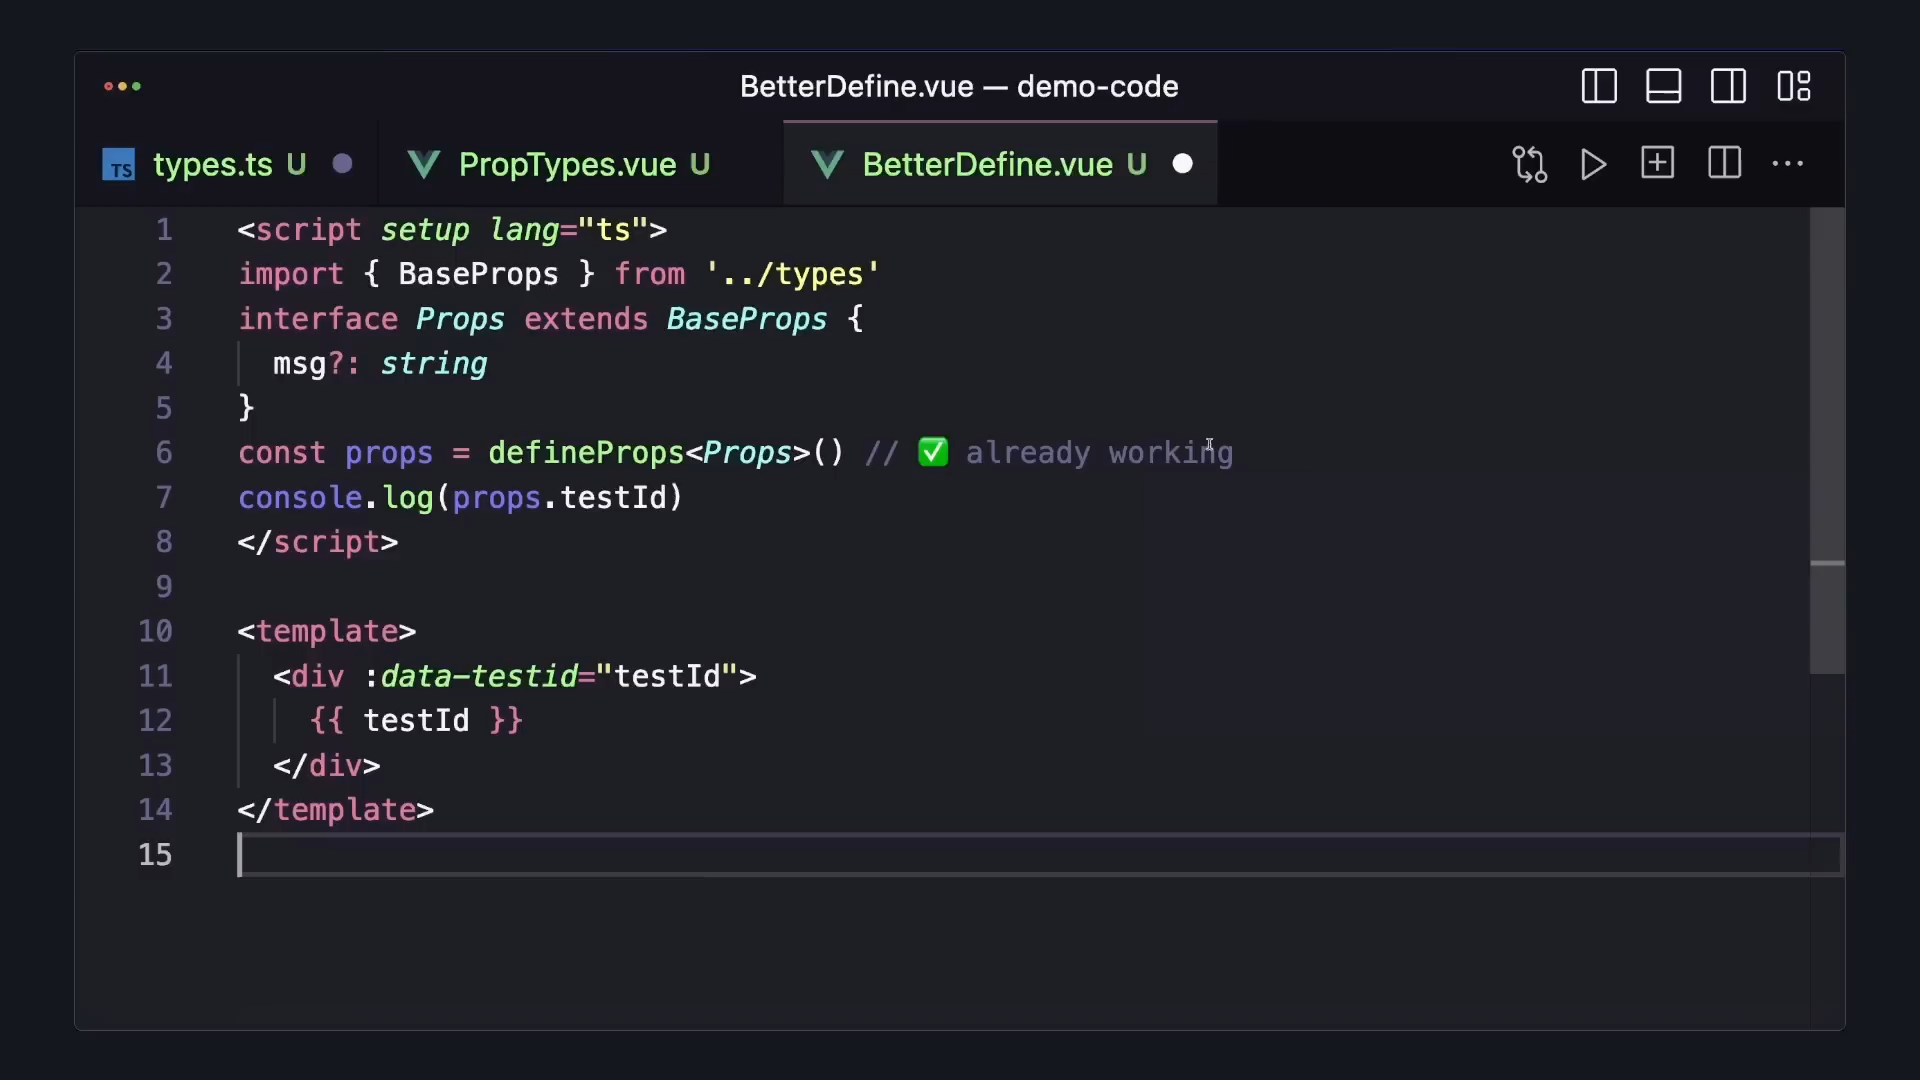 BetterDefine.vue — demo-code
TS types.ts U
PropTypes.vue U
BetterDefine.vue U
1 <script setup lang="ts">
2 import { BaseProps } from '../types'
3 interface Props extends BaseProps {
4 msg?: string
5 }
6 const props = defineProps<Props>() // ✅ already working
7 console.log(props.testId)
8 </script>
9
10 <template>
11 <div :data-testid="testId">
12 {{ testId }}
13 </div>
14 </template>
15